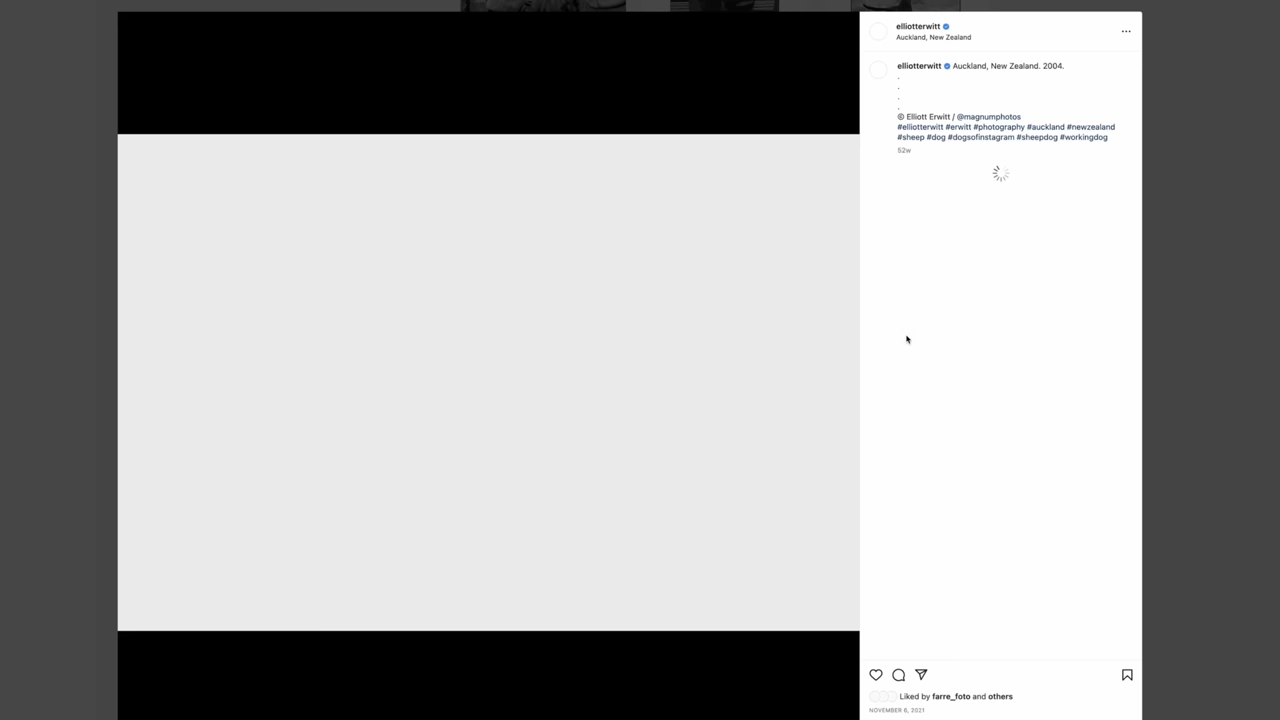 elliotterwitt
Auckland, New Zealand
elliotterwitt Auckland, New Zealand. 2004.
.
.
.
.
© Elliott Erwitt / @magnumphotos
#elliotterwitt #erwitt #photography #auckland #newzealand
#sheep #dog #dogsofinstagram #sheepdog #workingdog
52w
Liked by farre_foto and others
NOVEMBER 6, 2021